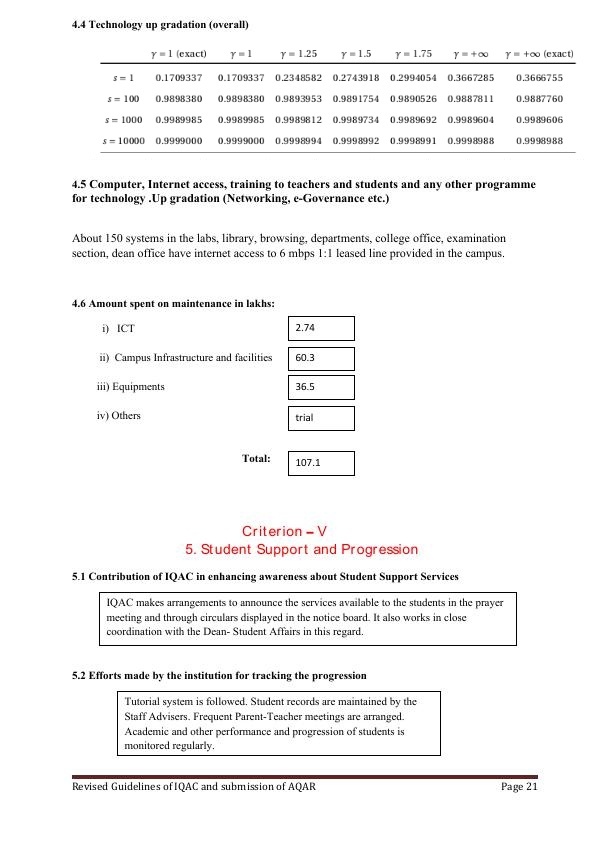 4.4 Technology up gradation (overall)
γ = 1 (exact) γ = 1 γ = 1.25 γ = 1.5 γ = 1.75 γ = +∞ γ = +∞ (exact)
s = 1 0.1709337 0.1709337 0.2348582 0.2743918 0.2994054 0.3667285 0.3666755
s = 100 0.9898380 0.9898380 0.9893953 0.9891754 0.9890526 0.9887811 0.9887760
s = 1000 0.9989985 0.9989985 0.9989812 0.9989734 0.9989692 0.9989604 0.9989606
s = 10000 0.9999000 0.9999000 0.9998994 0.9998992 0.9998991 0.9998988 0.9998988
4.5 Computer, Internet access, training to teachers and students and any other programme
for technology .Up gradation (Networking, e-Governance etc.)
About 150 systems in the labs, library, browsing, departments, college office, examination
section, dean office have internet access to 6 mbps 1:1 leased line provided in the campus.
4.6 Amount spent on maintenance in lakhs:
i) ICT 2.74
ii) Campus Infrastructure and facilities 60.3
iii) Equipments 36.5
iv) Others trial
Total: 107.1
Criterion – V
5. Student Support and Progression
5.1 Contribution of IQAC in enhancing awareness about Student Support Services
IQAC makes arrangements to announce the services available to the students in the prayer
meeting and through circulars displayed in the notice board. It also works in close
coordination with the Dean- Student Affairs in this regard.
5.2 Efforts made by the institution for tracking the progression
Tutorial system is followed. Student records are maintained by the
Staff Advisers. Frequent Parent-Teacher meetings are arranged.
Academic and other performance and progression of students is
monitored regularly.
Revised Guidelines of IQAC and submission of AQAR Page 21